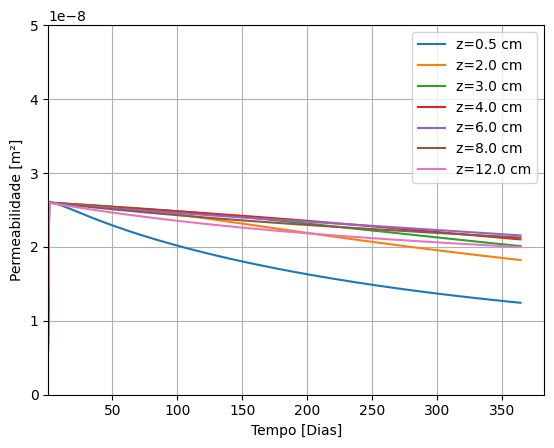 1e−8
5
4
3
2
1
0
Permeabilidade [m²]
50
100
150
200
250
300
350
Tempo [Dias]
z=0.5 cm
z=2.0 cm
z=3.0 cm
z=4.0 cm
z=6.0 cm
z=8.0 cm
z=12.0 cm